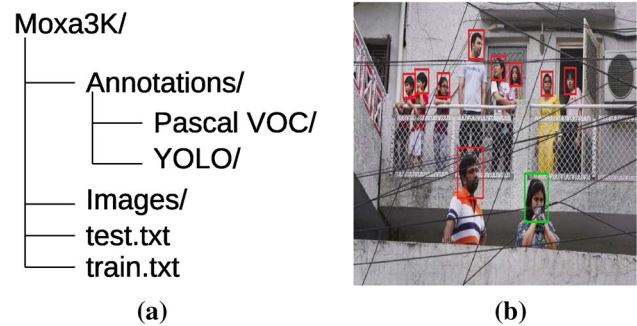 Moxa3K/
Annotations/
Pascal VOC/
YOLO/
Images/
test.txt
train.txt
(a)
(b)